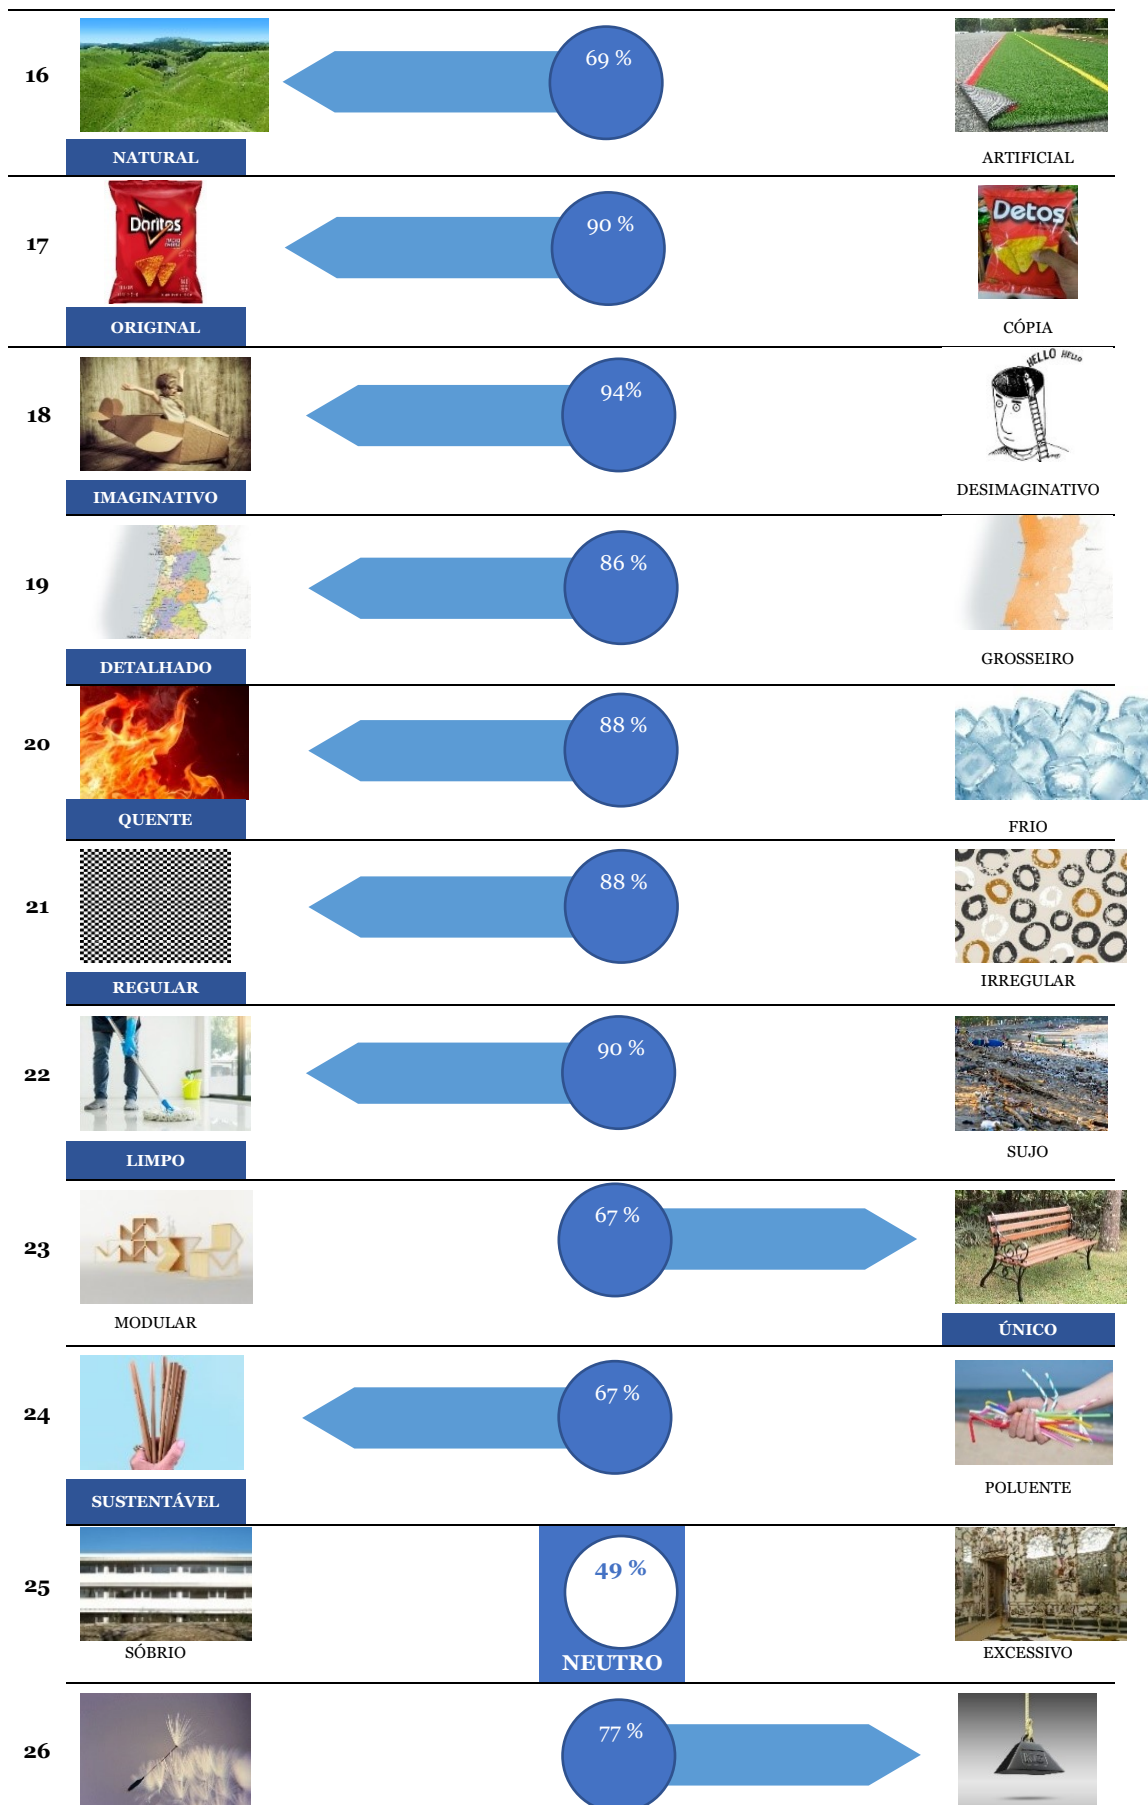 16
69 %
NATURAL
ARTIFICIAL
17
Doritos
90 %
Detos
ORIGINAL
CÓPIA
18
94%
HELLO HELLO
IMAGINATIVO
DESIMAGINATIVO
19
86 %
DETALHADO
GROSSEIRO
20
88 %
QUENTE
FRIO
21
88 %
REGULAR
IRREGULAR
22
90 %
LIMPO
SUJO
23
67 %
MODULAR
ÚNICO
24
67 %
SUSTENTÁVEL
POLUENTE
25
49 %
NEUTRO
SÓBRIO
EXCESSIVO
26
77 %